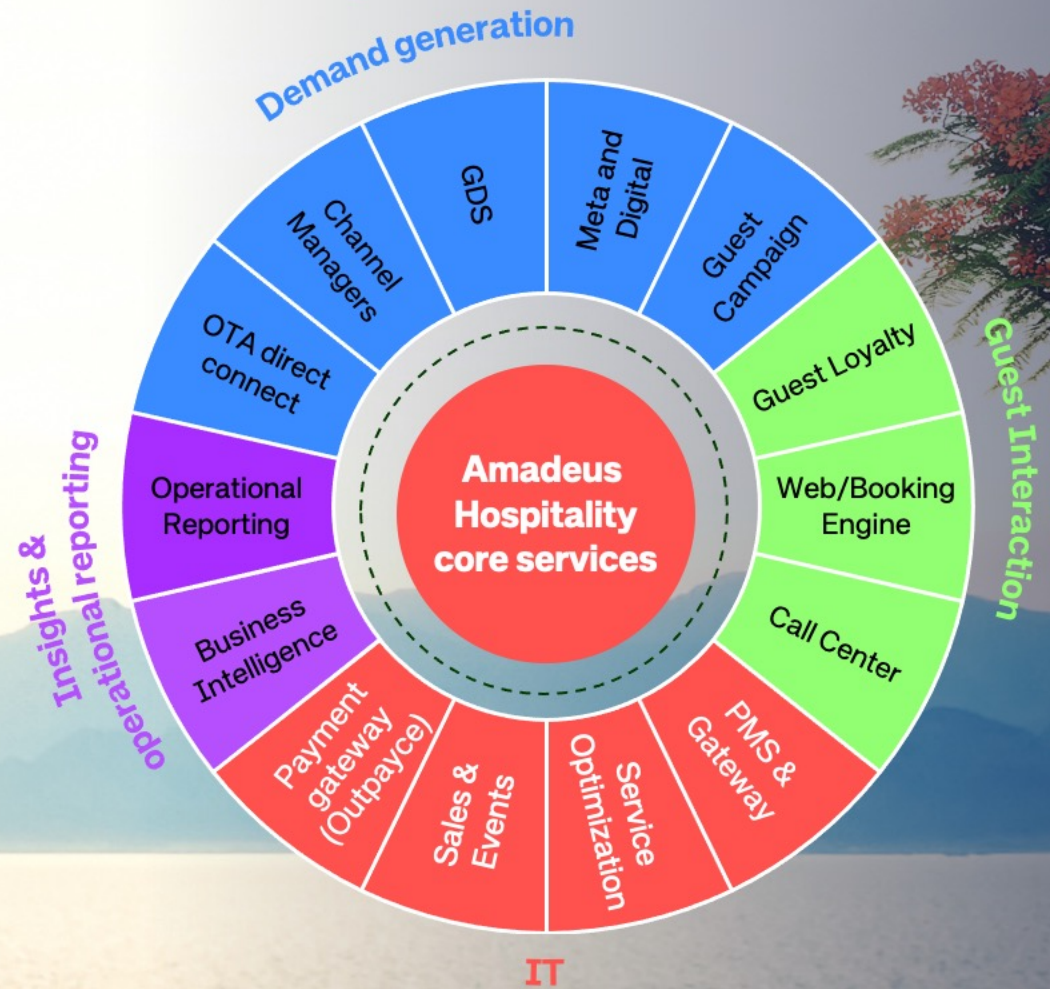 Demand generation
GDS
Meta and
Digital
Guest
Campaign
Channel
Managers
OTA direct
connect
Guest Loyalty
Web/Booking
Engine
Call Center
Guest Interaction
Amadeus
Hospitality
core services
Operational
Reporting
Business
Intelligence
Insights &
operational reporting
Payment
gateway
(Outpayce)
Sales &
Events
Service
Optimization
PMS &
Gateway
IT